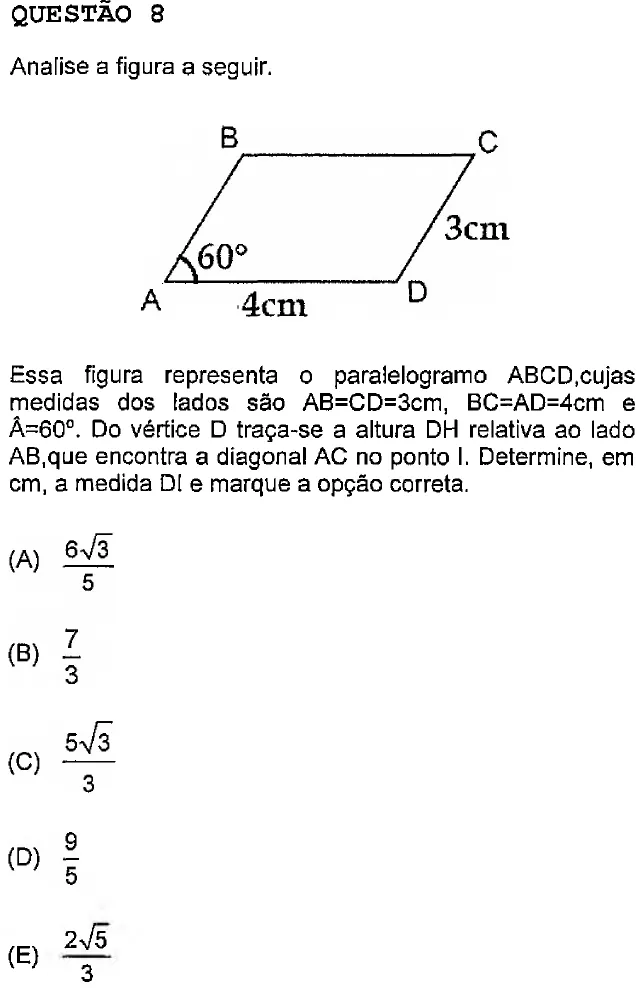 QUESTÃO 8
Analise a figura a seguir.
B
C
3cm
60°
A
4cm
D
Essa figura representa o paralelogramo ABCD,cujas
medidas dos lados são AB=CD=3cm, BC=AD=4cm e
Â=60°. Do vértice D traça-se a altura DH relativa ao lado
AB,que encontra a diagonal AC no ponto I. Determine, em
cm, a medida DI e marque a opção correta.
(A) 6√3/5
(B) 7/3
(C) 5√3/3
(D) 9/5
(E) 2√5/3